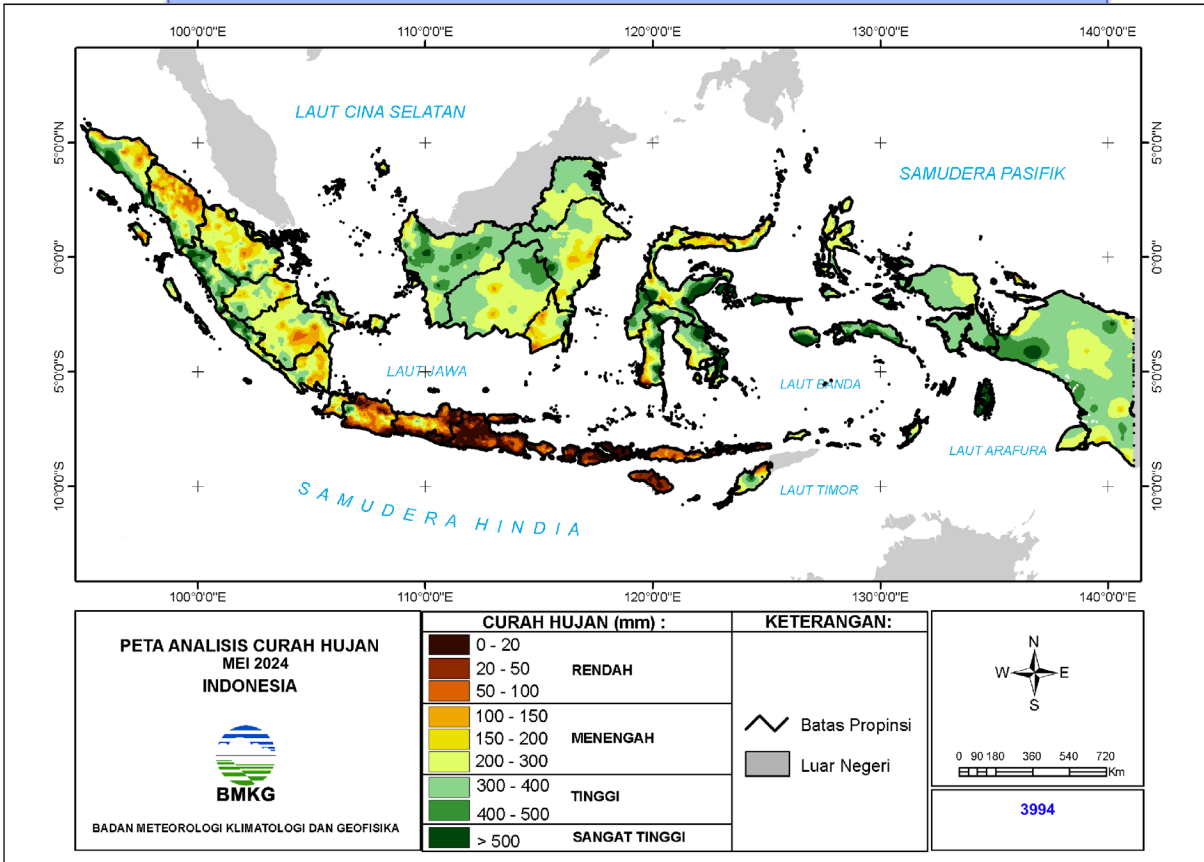 100°0'0"E 110°0'0"E 120°0'0"E 130°0'0"E 140°0'0"E
5°0'0"N
0°0'0"
5°0'0"S
10°0'0"S
LAUT CINA SELATAN
SAMUDERA PASIFIK
LAUT JAWA
LAUT BANDA
LAUT ARAFURA
LAUT TIMOR
SAMUDERA HINDIA
5°0'0"N
0°0'0"
5°0'0"S
10°0'0"S
100°0'0"E 110°0'0"E 120°0'0"E 130°0'0"E 140°0'0"E
PETA ANALISIS CURAH HUJAN
MEI 2024
INDONESIA
BMKG
BADAN METEOROLOGI KLIMATOLOGI DAN GEOFISIKA
CURAH HUJAN (mm) :
0 - 20
20 - 50
50 - 100
RENDAH
100 - 150
150 - 200
200 - 300
MENENGAH
300 - 400
400 - 500
TINGGI
> 500
SANGAT TINGGI
KETERANGAN:
Batas Propinsi
Luar Negeri
N
W E
S
0 90 180 360 540 720
Km
3994